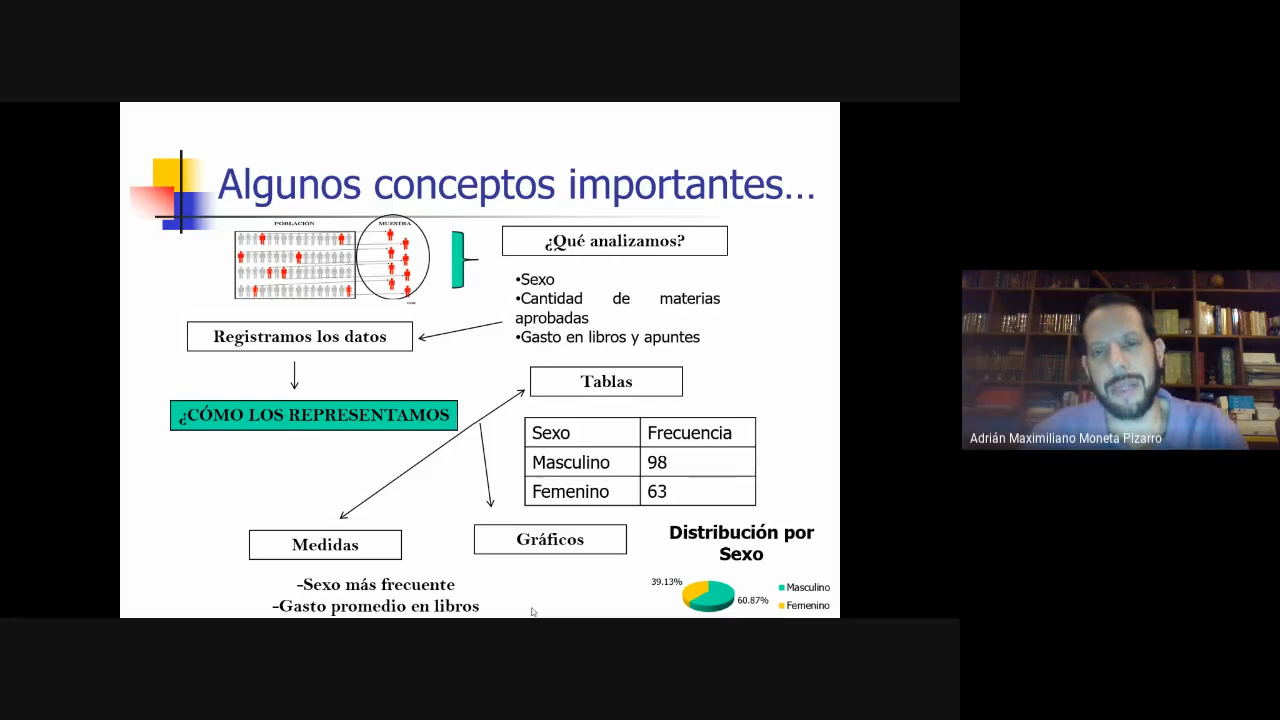 Algunos conceptos importantes...
POBLACIÓN
MUESTRA
¿Qué analizamos?
•Sexo
•Cantidad de materias
aprobadas
•Gasto en libros y apuntes
Registramos los datos
¿CÓMO LOS REPRESENTAMOS
Tablas
Sexo Frecuencia
Masculino 98
Femenino 63
Medidas
-Sexo más frecuente
-Gasto promedio en libros
Gráficos
Distribución por
Sexo
39.13%
60.87%
Masculino
Femenino
Adrián Maximiliano Moneta Pizarro